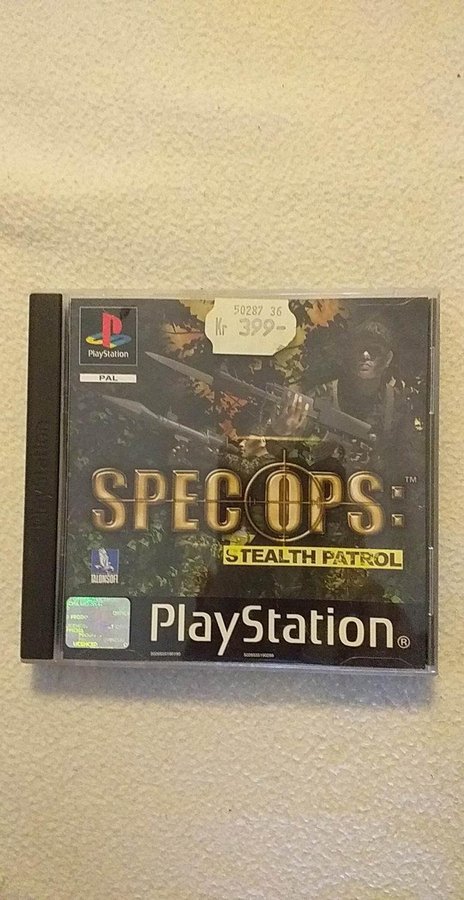 50287 36
Kr 399-
PlayStation
PAL
SPEC OPS:™
STEALTH PATROL
TALONSOFT
PlayStation®